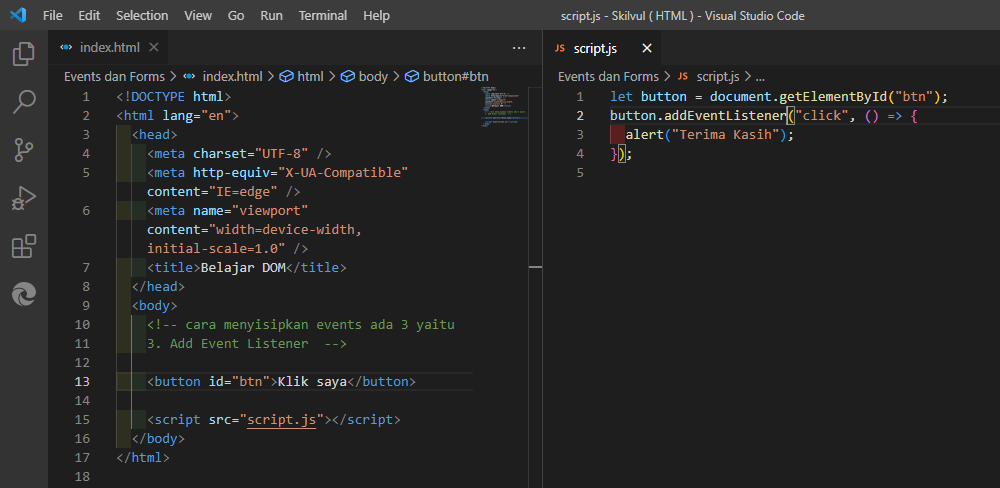 File Edit Selection View Go Run Terminal Help script.js - Skilvul ( HTML ) - Visual Studio Code
index.html
Events dan Forms > index.html > html > body > button#btn
1 <!DOCTYPE html>
2 <html lang="en">
3 <head>
4 <meta charset="UTF-8" />
5 <meta http-equiv="X-UA-Compatible"
content="IE=edge" />
6 <meta name="viewport"
content="width=device-width,
initial-scale=1.0" />
7 <title>Belajar DOM</title>
8 </head>
9 <body>
10 <!-- cara menyisipkan events ada 3 yaitu
11 3. Add Event Listener -->
12
13 <button id="btn">Klik saya</button>
14
15 <script src="script.js"></script>
16 </body>
17 </html>
18
JS script.js
Events dan Forms > JS script.js > ...
1 let button = document.getElementById("btn");
2 button.addEventListener("click", () => {
3 alert("Terima Kasih");
4 });
5